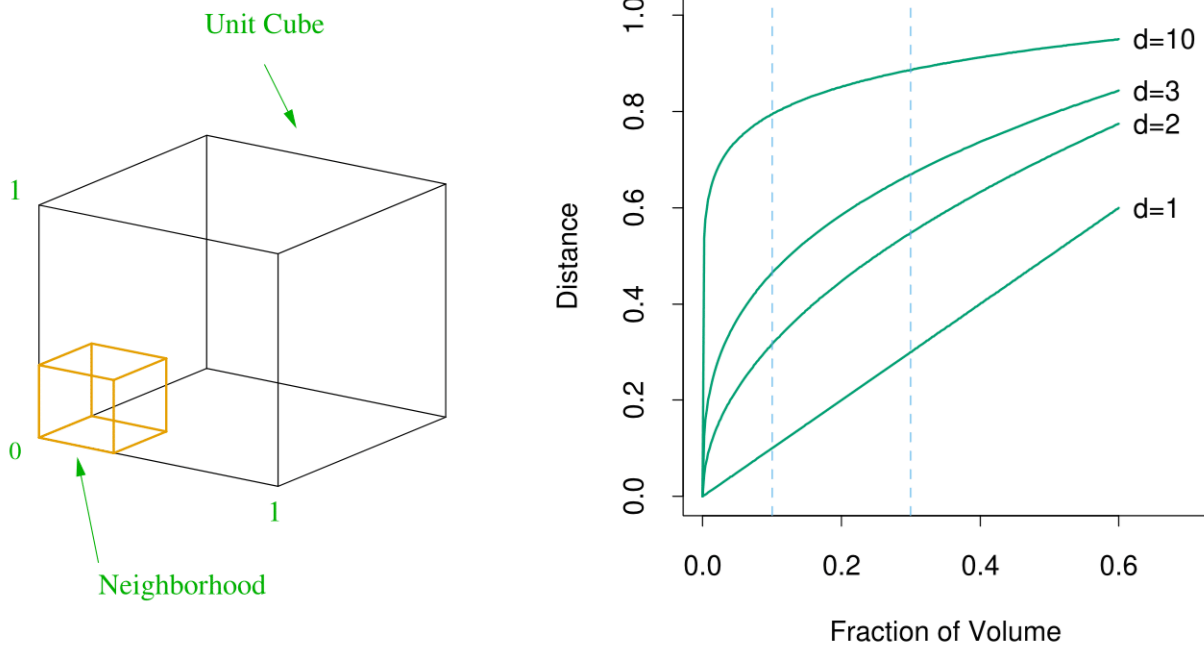 Unit Cube
1
0
1
Neighborhood
1.0
0.8
0.6
0.4
0.2
0.0
Distance
d=10
d=3
d=2
d=1
0.0 0.2 0.4 0.6
Fraction of Volume